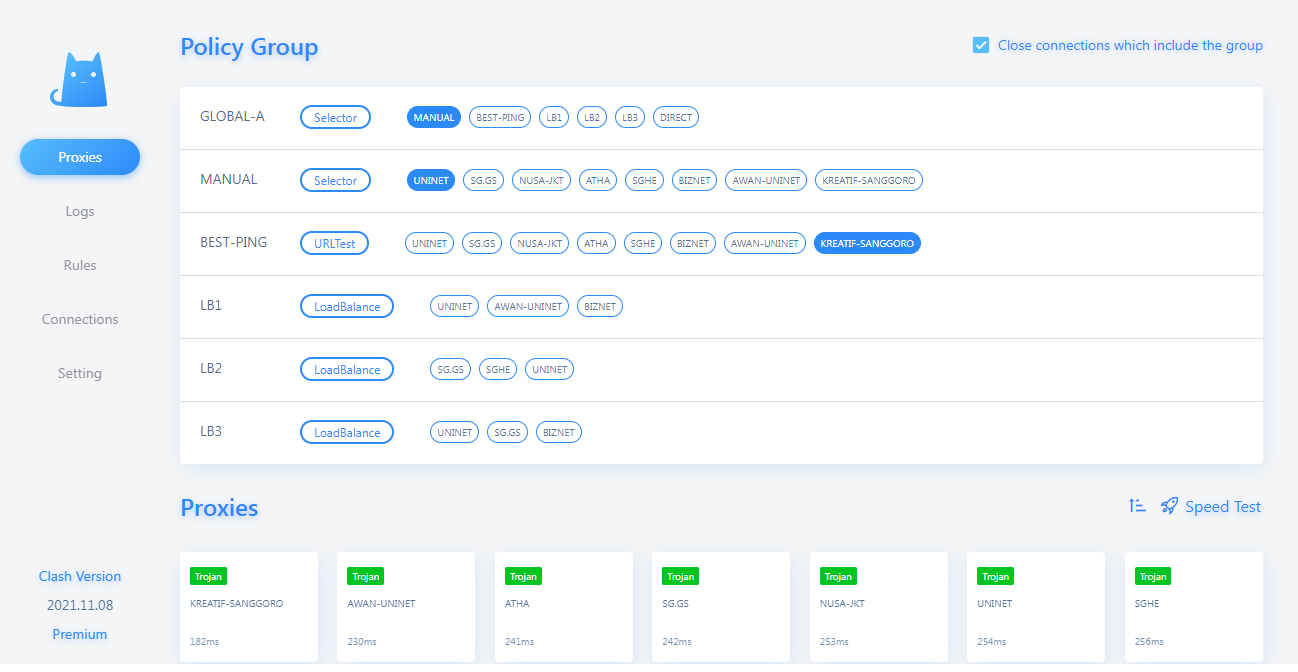 Policy Group
Close connections which include the group
GLOBAL-A Selector MANUAL BEST-PING LB1 LB2 LB3 DIRECT
Proxies
MANUAL Selector UNINET SG.GS NUSA-JKT ATHA SGHE BIZNET AWAN-UNINET KREATIF-SANGGORO
Logs
BEST-PING URLTest UNINET SG.GS NUSA-JKT ATHA SGHE BIZNET AWAN-UNINET KREATIF-SANGGORO
Rules
LB1 LoadBalance UNINET AWAN-UNINET BIZNET
Connections
LB2 LoadBalance SG.GS SGHE UNINET
Setting
LB3 LoadBalance UNINET SG.GS BIZNET
Proxies
Speed Test
Clash Version
2021.11.08
Premium
Trojan
KREATIF-SANGGORO
182ms
Trojan
AWAN-UNINET
230ms
Trojan
ATHA
241ms
Trojan
SG.GS
242ms
Trojan
NUSA-JKT
253ms
Trojan
UNINET
254ms
Trojan
SGHE
256ms